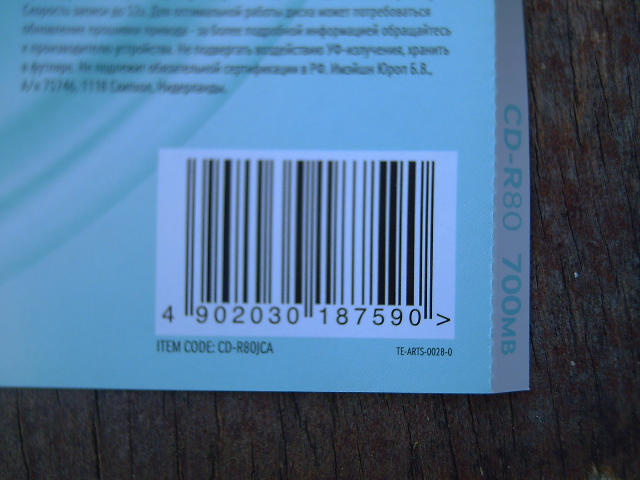 Скорость записи до 52x. Для оптимальной работы диска может потребоваться
обновление прошивки привода - за более подробной информацией обращайтесь
к производителю устройства. Не подвергать воздействию УФ-излучения, хранить
в футляре. Не подлежит обязательной сертификации в РФ. Имэйшн Юроп Б.В.,
А/я 75746, 1118 Схипхол, Нидерланды.
4 902030 187590 >
ITEM CODE: CD-R80JCA
TE-ARTS-0028-0
CD-R80 700MB